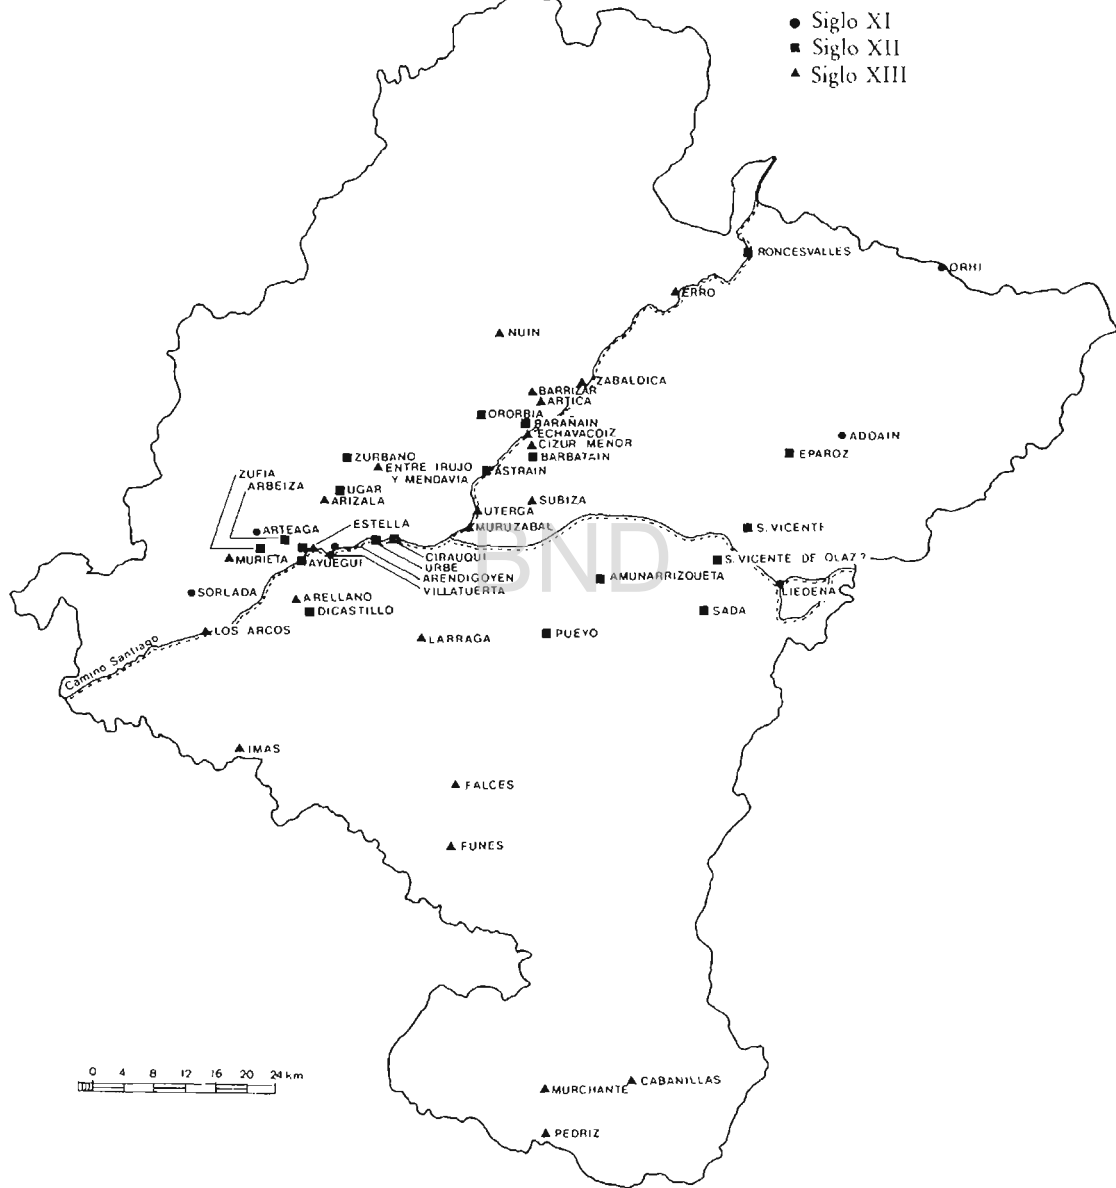 Siglo XI
Siglo XII
Siglo XIII
RONCESVALLES
ORHI
ERRO
NUIN
ZABALDICA
BARRIZAR
ARTICA
ORORBIA
BARAÑAIN
ECHAVACOIZ
CIZUR MENOR
BARBATAIN
ADOAIN
EPAROZ
ZURBANO
ENTRE IRUJO
Y MENDAVIA
ASTRAIN
ZUFIA
ARBEIZA
UGAR
ARIZALA
SUBIZA
UTERGA
ESTELLA
MURUZABAL
S. VICENTE
ARTEAGA
MURIETA
AYUEGUI
CIRAUQUI
URBE
ARENDIGOYEN
VILLATUERTA
BND
S. VICENTE DE OLAZ?
AMUNARRIZQUETA
LIEDENA
SORLADA
ARELLANO
DICASTILLO
SADA
LOS ARCOS
LARRAGA
PUEYO
Camino Santiago
IMAS
FALCES
FUNES
0 4 8 12 16 20 24 km
MURCHANTE
CABANILLAS
PEDRIZ